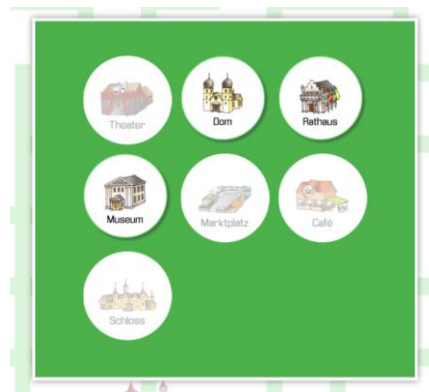 Theater
Dom
Rathaus
Museum
Marktplatz
Café
Schloss